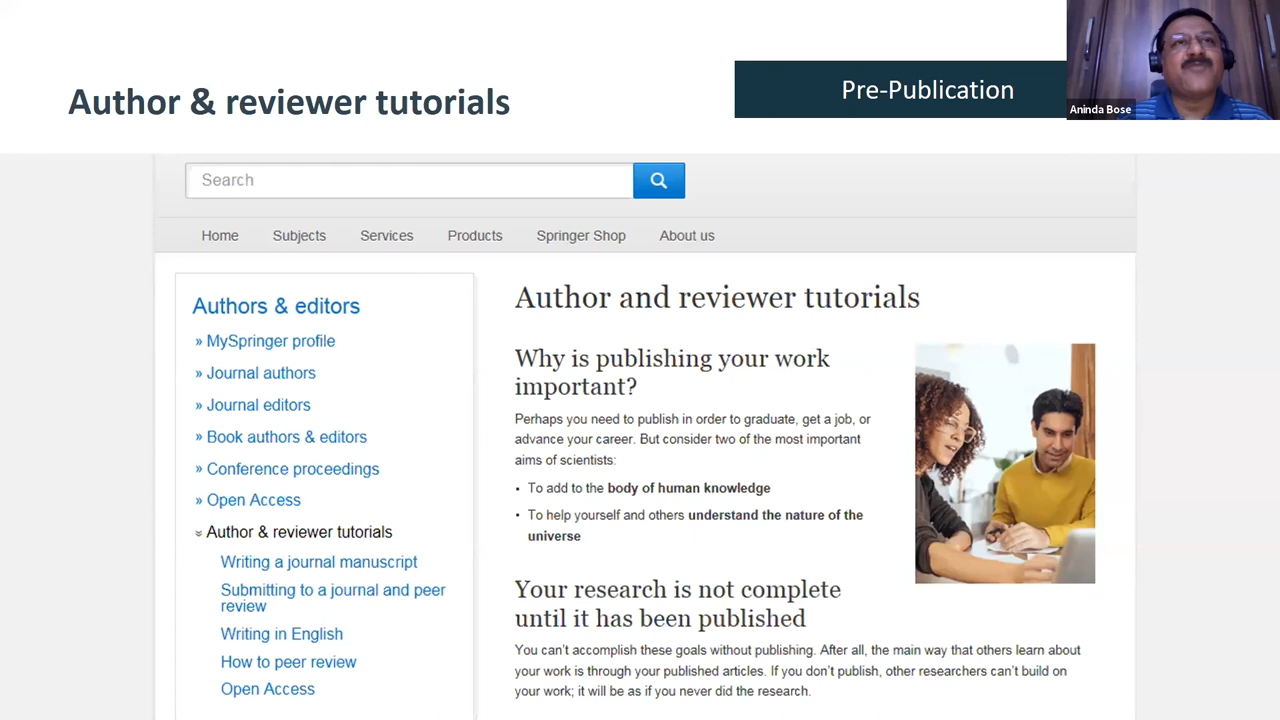 Author & reviewer tutorials
Pre-Publication
Aninda Bose
Search
Home Subjects Services Products Springer Shop About us
Authors & editors
» MySpringer profile
» Journal authors
» Journal editors
» Book authors & editors
» Conference proceedings
» Open Access
Author & reviewer tutorials
Writing a journal manuscript
Submitting to a journal and peer
review
Writing in English
How to peer review
Open Access
Author and reviewer tutorials
Why is publishing your work
important?
Perhaps you need to publish in order to graduate, get a job, or
advance your career. But consider two of the most important
aims of scientists:
• To add to the body of human knowledge
• To help yourself and others understand the nature of the
universe
Your research is not complete
until it has been published
You can't accomplish these goals without publishing. After all, the main way that others learn about
your work is through your published articles. If you don't publish, other researchers can't build on
your work; it will be as if you never did the research.